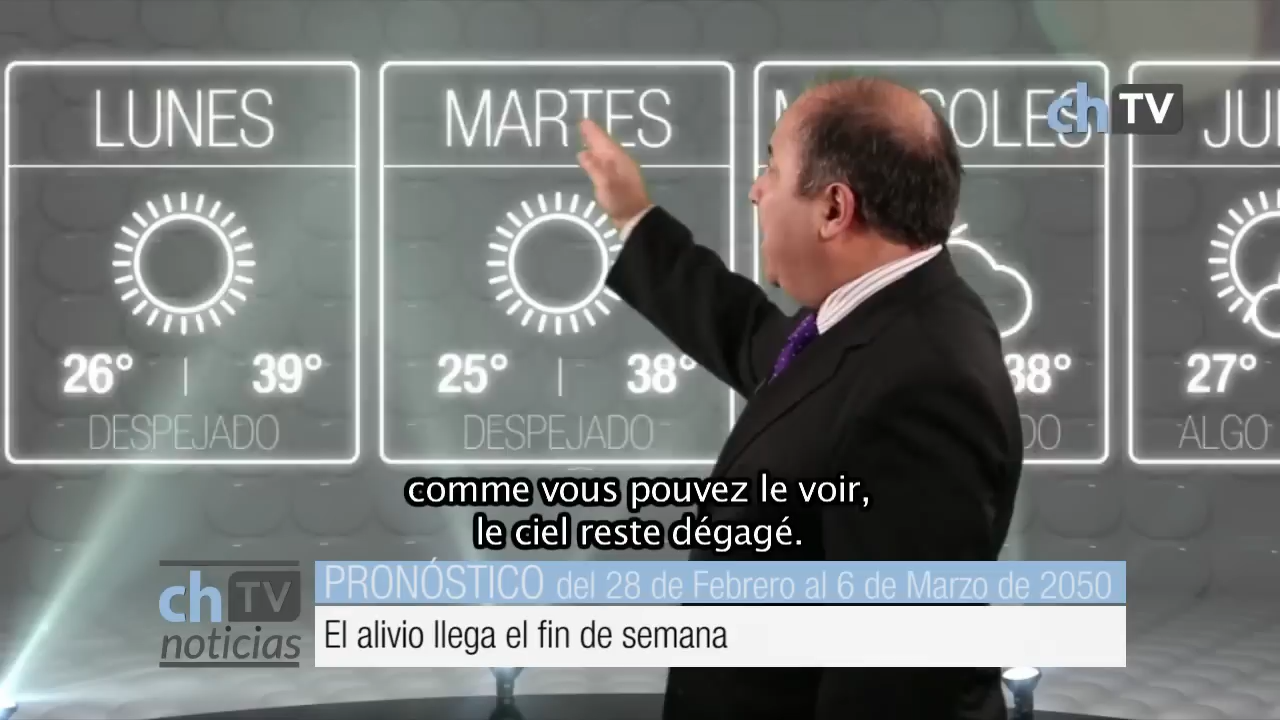 LUNES
MARTES
chTV
26° | 39°
25° | 38°
38°
27°
DESPEJADO
DESPEJADO
ALGO
comme vous pouvez le voir,
le ciel reste dégagé.
chTV
noticias
PRONÓSTICO del 28 de Febrero al 6 de Marzo de 2050
El alivio llega el fin de semana